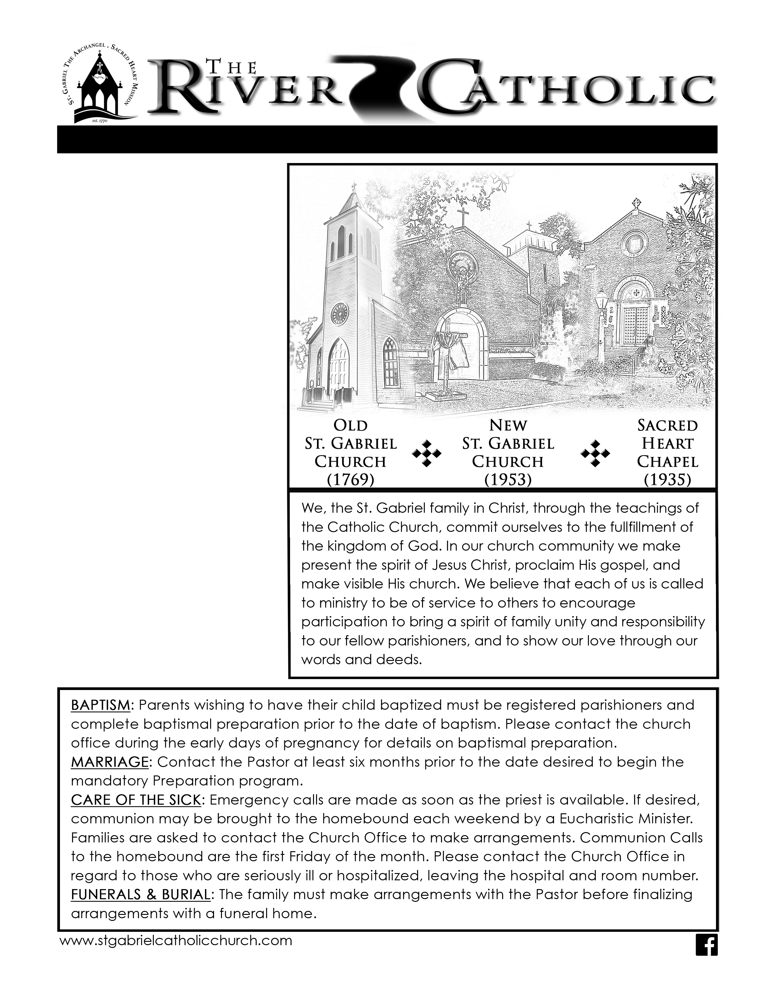 ST. GABRIEL THE ARCHANGEL . SACRED HEART MISSION
est. 1770
THE
RIVER CATHOLIC
OLD
ST. GABRIEL
CHURCH
(1769)
NEW
ST. GABRIEL
CHURCH
(1953)
SACRED
HEART
CHAPEL
(1935)
We, the St. Gabriel family in Christ, through the teachings of
the Catholic Church, commit ourselves to the fullfillment of
the kingdom of God. In our church community we make
present the spirit of Jesus Christ, proclaim His gospel, and
make visible His church. We believe that each of us is called
to ministry to be of service to others to encourage
participation to bring a spirit of family unity and responsibility
to our fellow parishioners, and to show our love through our
words and deeds.
BAPTISM: Parents wishing to have their child baptized must be registered parishioners and
complete baptismal preparation prior to the date of baptism. Please contact the church
office during the early days of pregnancy for details on baptismal preparation.
MARRIAGE: Contact the Pastor at least six months prior to the date desired to begin the
mandatory Preparation program.
CARE OF THE SICK: Emergency calls are made as soon as the priest is available. If desired,
communion may be brought to the homebound each weekend by a Eucharistic Minister.
Families are asked to contact the Church Office to make arrangements. Communion Calls
to the homebound are the first Friday of the month. Please contact the Church Office in
regard to those who are seriously ill or hospitalized, leaving the hospital and room number.
FUNERALS & BURIAL: The family must make arrangements with the Pastor before finalizing
arrangements with a funeral home.
www.stgabrielcatholicchurch.com